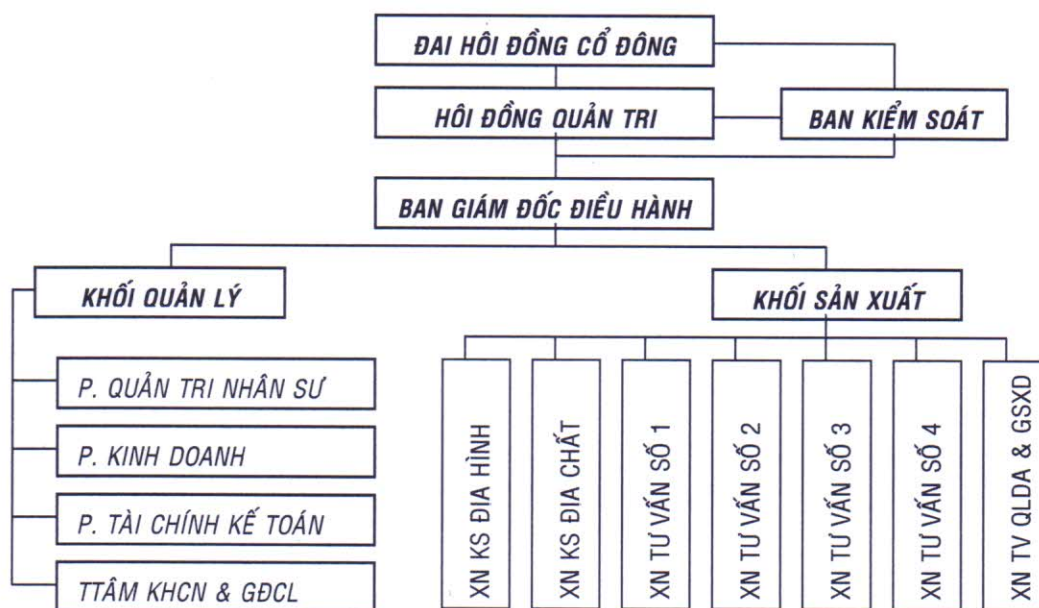 ĐAI HÔI ĐỒNG CỔ ĐÔNG
HÔI ĐỒNG QUẢN TRI
BAN KIỂM SOÁT
BAN GIÁM ĐỐC ĐIỀU HÀNH
KHỐI QUẢN LÝ
KHỐI SẢN XUẤT
P. QUẢN TRI NHÂN SƯ
P. KINH DOANH
P. TÀI CHÍNH KẾ TOÁN
TTÂM KHCN & GĐCL
XN KS ĐIA HÌNH
XN KS ĐIA CHẤT
XN TƯ VẤN SỐ 1
XN TƯ VẤN SỐ 2
XN TƯ VẤN SỐ 3
XN TƯ VẤN SỐ 4
XN TV QLDA & GSXD